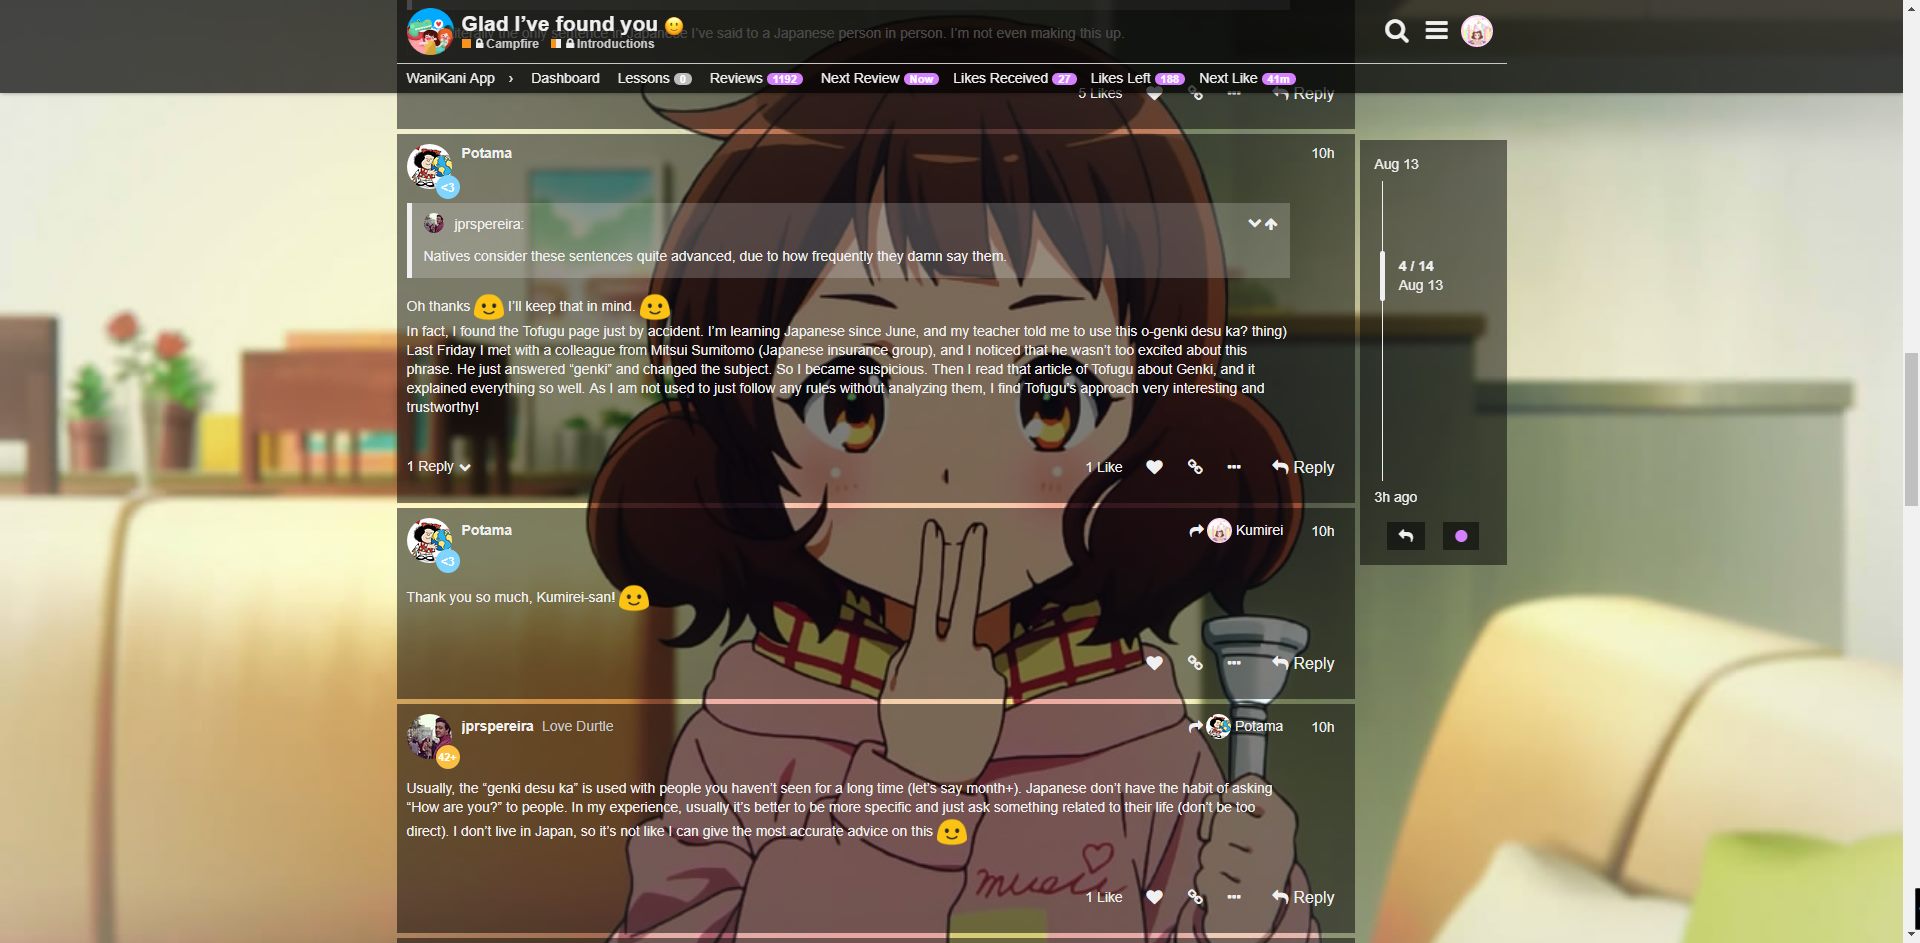 Glad I’ve found you
Campfire Introductions
literally the only sentence in Japanese I’ve said to a Japanese person in person. I’m not even making this up.
WaniKani App › Dashboard Lessons 0 Reviews 1192 Next Review Now Likes Received 27 Likes Left 188 Next Like 41m
5 Likes Reply
Potama 10h
<3
jprspereira:
Natives consider these sentences quite advanced, due to how frequently they damn say them.
Oh thanks I’ll keep that in mind.
In fact, I found the Tofugu page just by accident. I’m learning Japanese since June, and my teacher told me to use this o-genki desu ka? thing)
Last Friday I met with a colleague from Mitsui Sumitomo (Japanese insurance group), and I noticed that he wasn’t too excited about this
phrase. He just answered “genki” and changed the subject. So I became suspicious. Then I read that article of Tofugu about Genki, and it
explained everything so well. As I am not used to just follow any rules without analyzing them, I find Tofugu’s approach very interesting and
trustworthy!
1 Reply 1 Like Reply
Potama Kumirei 10h
<3
Thank you so much, Kumirei-san!
Reply
jprspereira Love Durtle Potama 10h
42+
Usually, the “genki desu ka” is used with people you haven’t seen for a long time (let’s say month+). Japanese don’t have the habit of asking
“How are you?” to people. In my experience, usually it’s better to be more specific and just ask something related to their life (don’t be too
direct). I don’t live in Japan, so it’s not like I can give the most accurate advice on this
1 Like Reply
Aug 13
4 / 14
Aug 13
3h ago